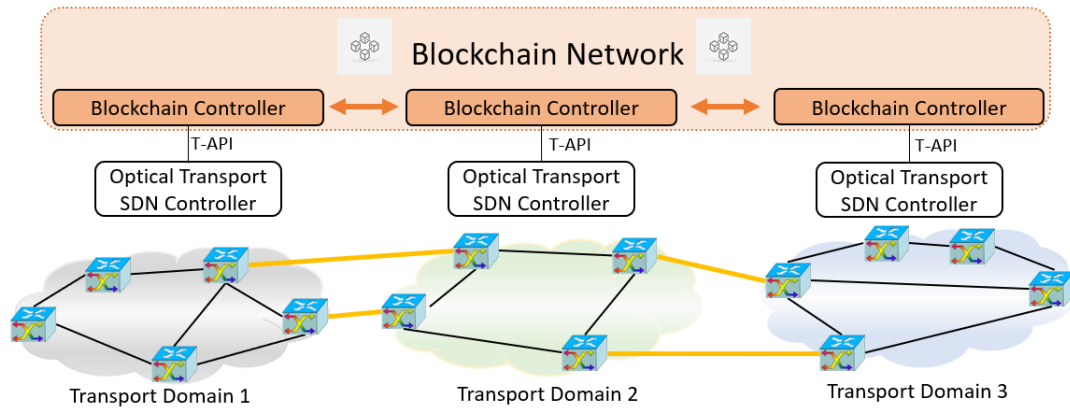 Blockchain Network
Blockchain Controller
Blockchain Controller
Blockchain Controller
T-API
T-API
T-API
Optical Transport
SDN Controller
Optical Transport
SDN Controller
Optical Transport
SDN Controller
Transport Domain 1
Transport Domain 2
Transport Domain 3